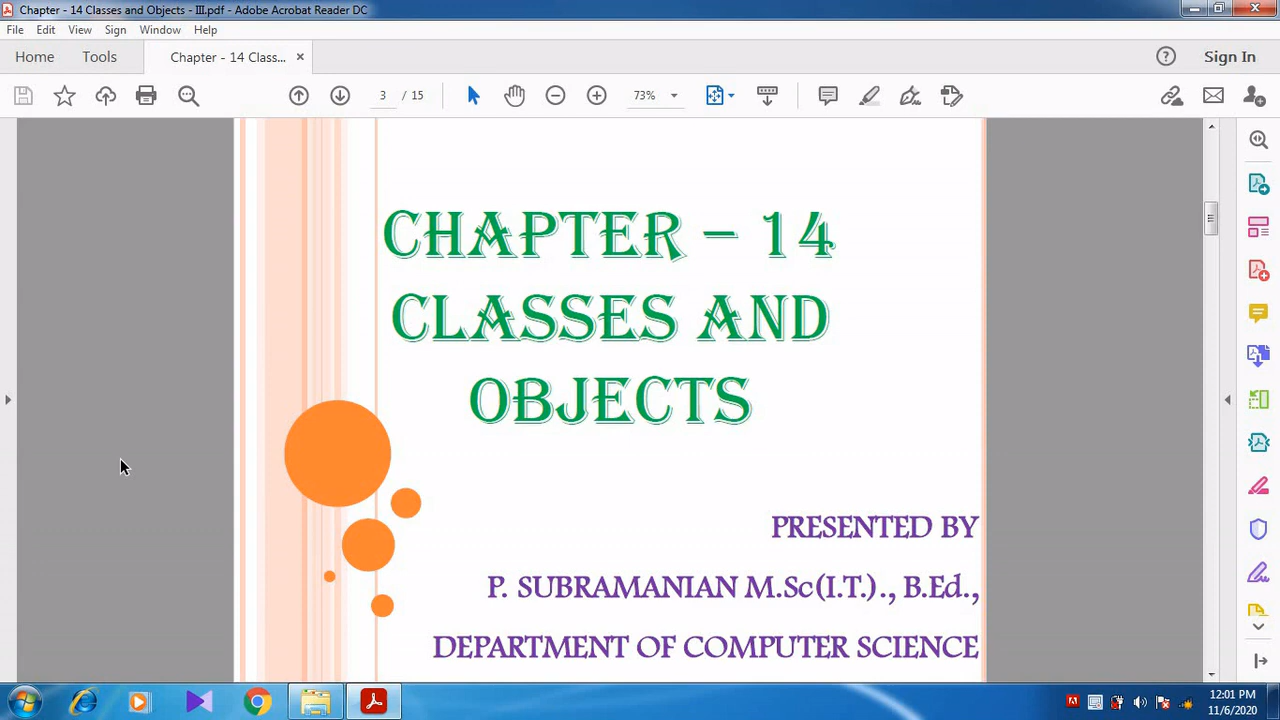 Chapter - 14 Classes and Objects - III.pdf - Adobe Acrobat Reader DC
File Edit View Sign Window Help
Home Tools Chapter - 14 Class... × Sign In
3 / 15 73%
CHAPTER – 14
CLASSES AND
OBJECTS
PRESENTED BY
P. SUBRAMANIAN M.Sc(I.T.)., B.Ed.,
DEPARTMENT OF COMPUTER SCIENCE
12:01 PM
11/6/2020